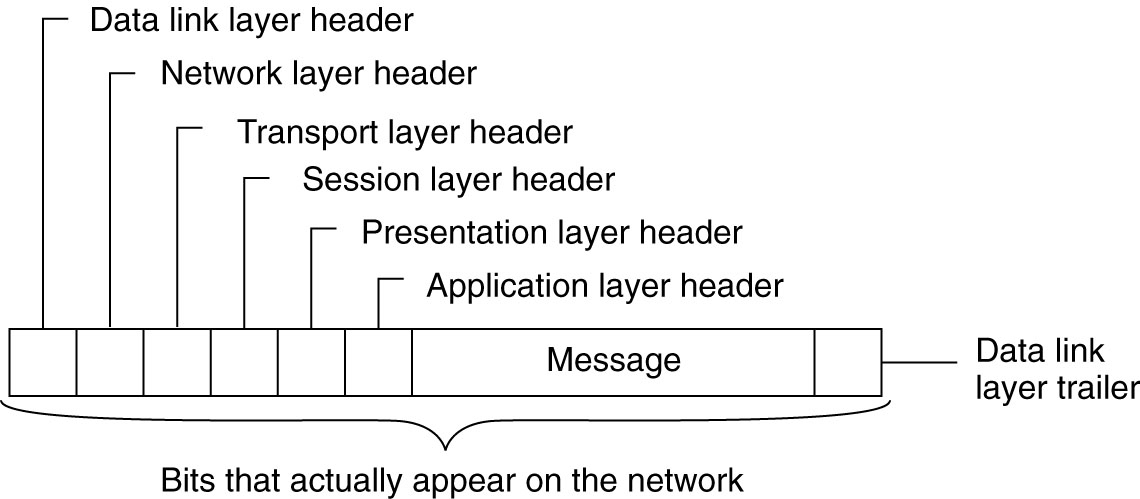 Data link layer header
Network layer header
Transport layer header
Session layer header
Presentation layer header
Application layer header
Message
Data link
layer trailer
Bits that actually appear on the network